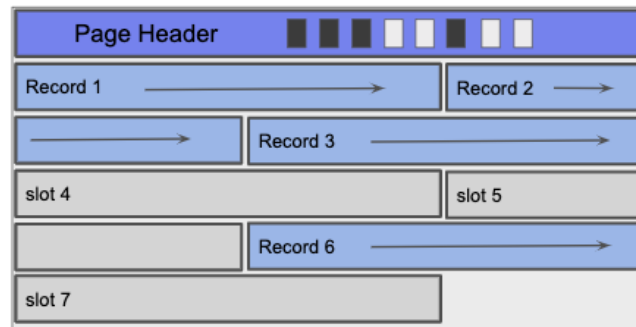 Page Header
Record 1
Record 2
Record 3
slot 4
slot 5
Record 6
slot 7